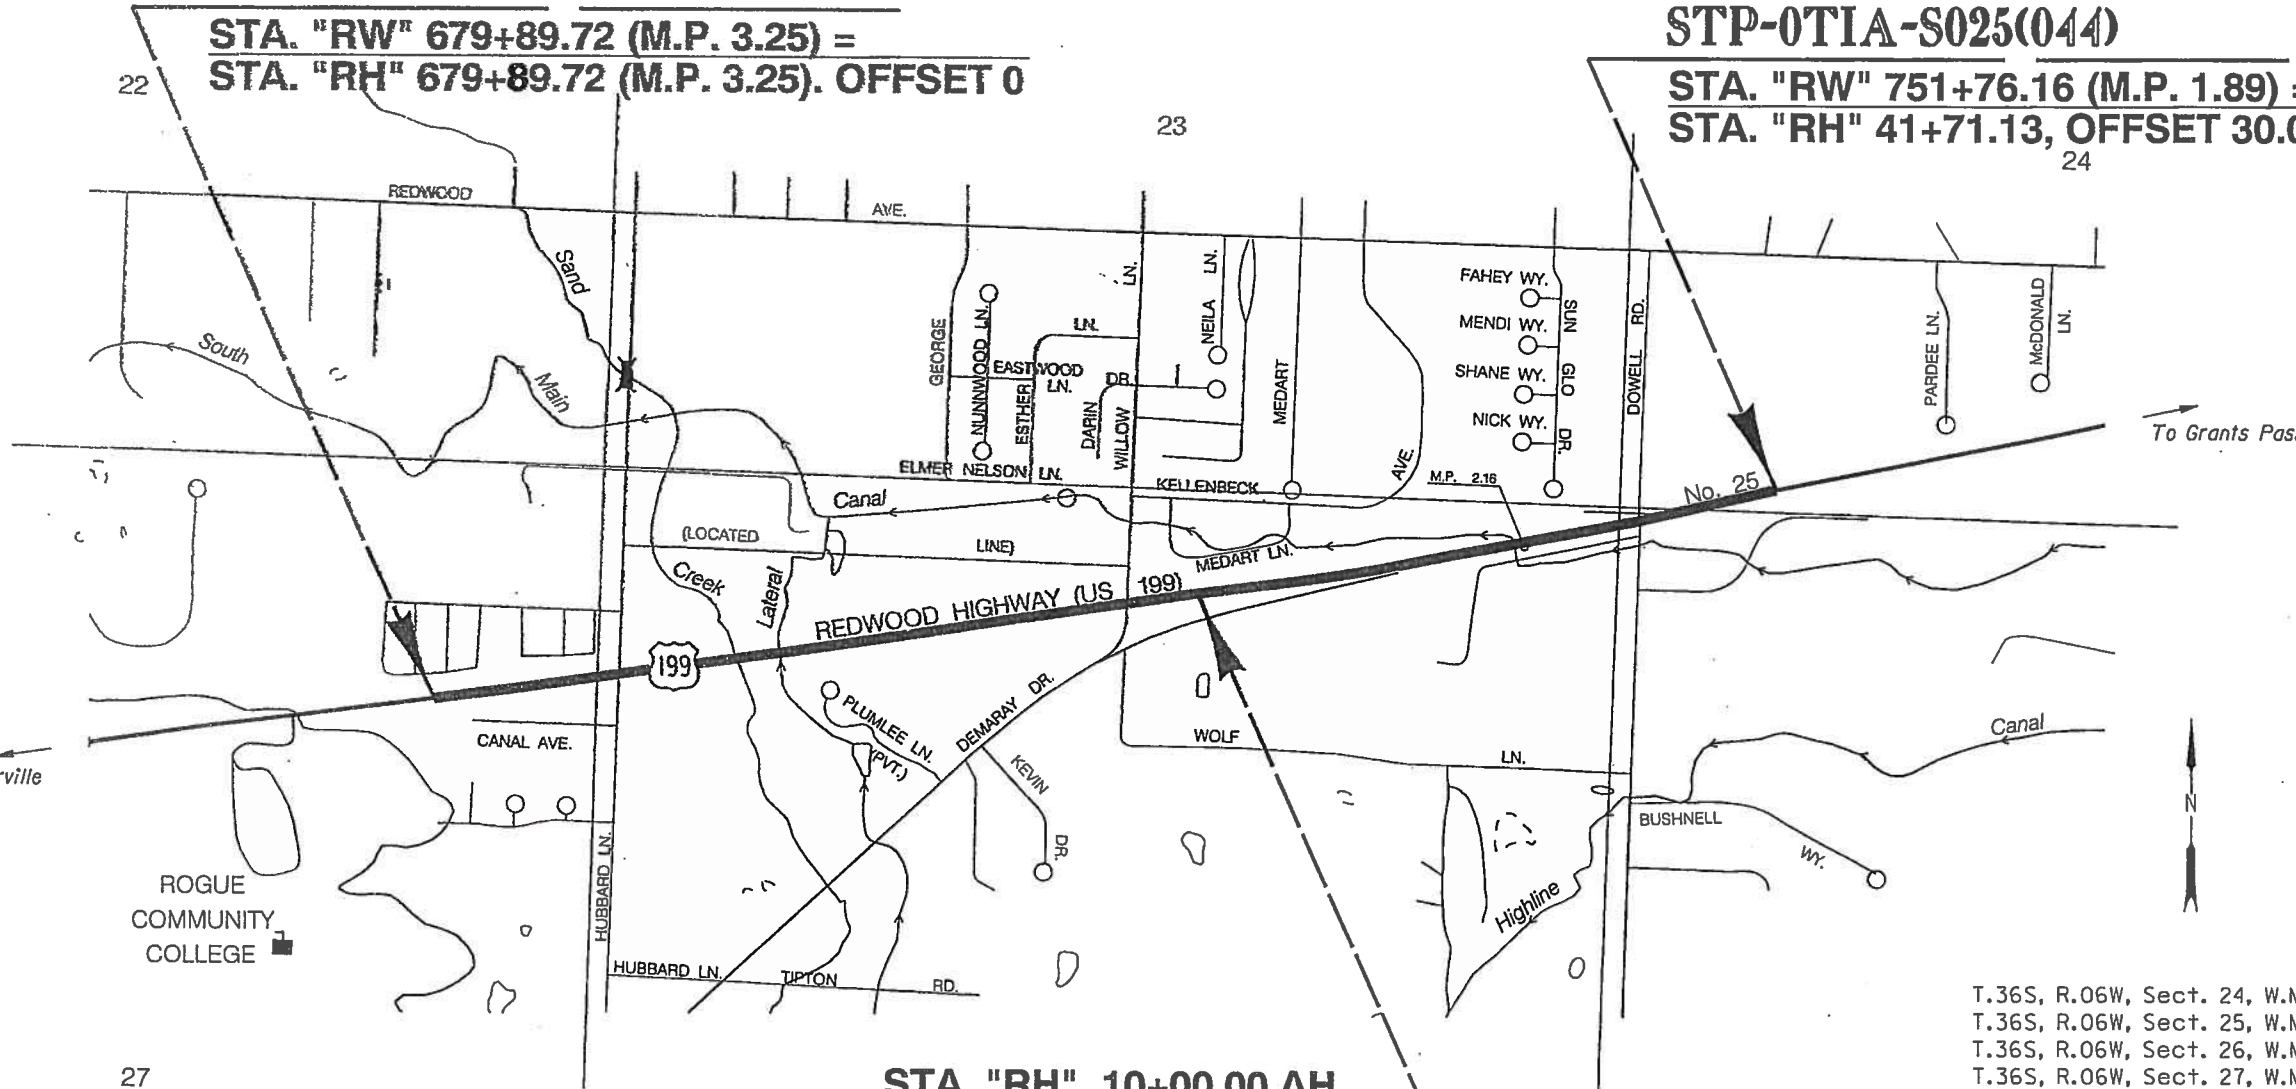 STA. "RW" 679+89.72 (M.P. 3.25) =
STA. "RH" 679+89.72 (M.P. 3.25). OFFSET 0
STP-OTIA-S025(044)
STA. "RW" 751+76.16 (M.P. 1.89) =
STA. "RH" 41+71.13, OFFSET 30.0
22
23
24
REDWOOD AVE.
Sand
South
Main
GEORGE
NUNNWOOD LN.
EASTWOOD
LN.
LN.
ESTHER
DARIN
DR.
LN.
WILLOW
NEILA LN.
MEDART
FAHEY WY.
MENDI WY.
SHANE WY.
NICK WY.
SUN GLO DR.
DOWELL RD.
PARDEE LN.
McDONALD
LN.
To Grants Pas
ELMER NELSON LN.
Canal
KELLENBECK
AVE.
M.P. 2.16
No. 25
(LOCATED LINE)
MEDART LN.
Creek
Lateral
REDWOOD HIGHWAY (US 199)
199
PLUMLEE LN.
(PVT.)
DEMARAY DR.
KEVIN
DR.
WOLF LN.
CANAL AVE.
rville
Canal
N
BUSHNELL
WY.
Highline
ROGUE
COMMUNITY
COLLEGE
HUBBARD LN.
HUBBARD LN.
TIPTON RD.
T.36S, R.06W, Sect. 24, W.M
T.36S, R.06W, Sect. 25, W.M
T.36S, R.06W, Sect. 26, W.M
T.36S, R.06W, Sect. 27, W.M
27
STA. "RH" 10+00.00 AH